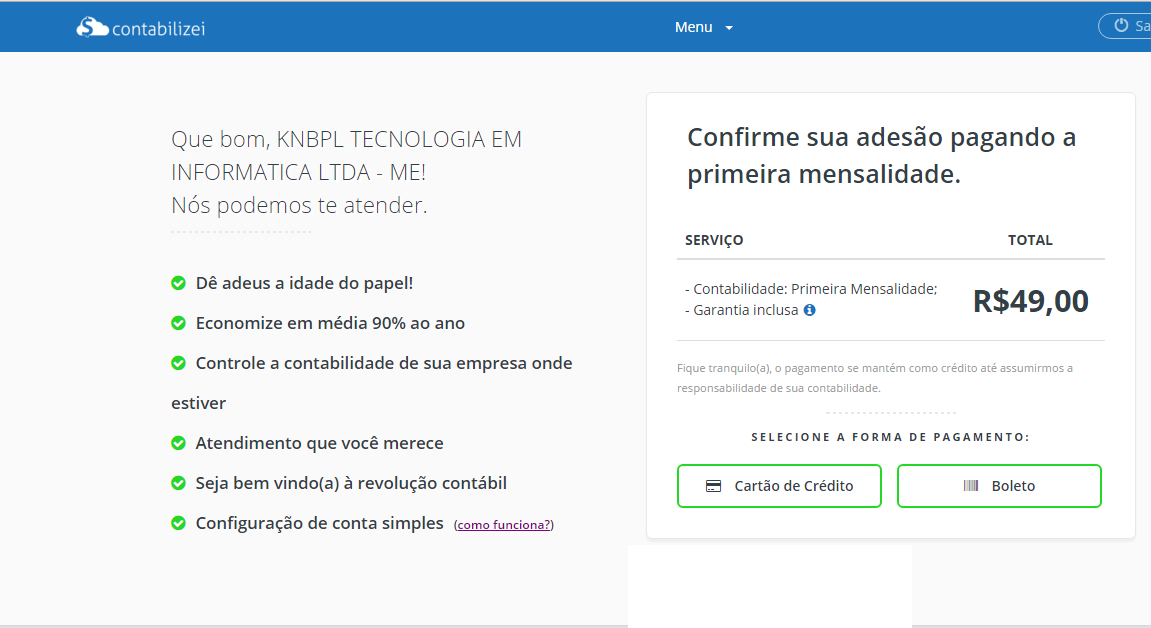 contabilizei
Menu
Sa
Que bom, KNBPL TECNOLOGIA EM
INFORMATICA LTDA - ME!
Nós podemos te atender.
Dê adeus a idade do papel!
Economize em média 90% ao ano
Controle a contabilidade de sua empresa onde
estiver
Atendimento que você merece
Seja bem vindo(a) à revolução contábil
Configuração de conta simples (como funciona?)
Confirme sua adesão pagando a
primeira mensalidade.
SERVIÇO TOTAL
- Contabilidade: Primeira Mensalidade;
- Garantia inclusa
R$49,00
Fique tranquilo(a), o pagamento se mantém como crédito até assumirmos a
responsabilidade de sua contabilidade.
SELECIONE A FORMA DE PAGAMENTO:
Cartão de Crédito
Boleto